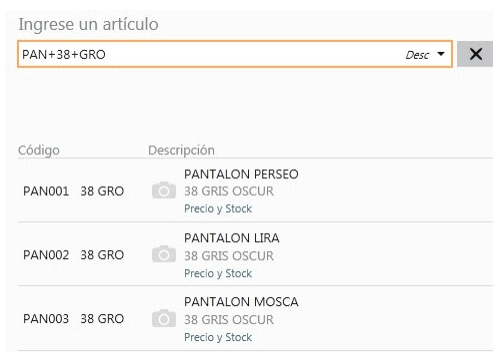 Ingrese un artículo
PAN+38+GRO Desc
Código Descripción
PANTALON PERSEO
PAN001 38 GRO 38 GRIS OSCUR
Precio y Stock
PANTALON LIRA
PAN002 38 GRO 38 GRIS OSCUR
Precio y Stock
PANTALON MOSCA
PAN003 38 GRO 38 GRIS OSCUR
Precio y Stock